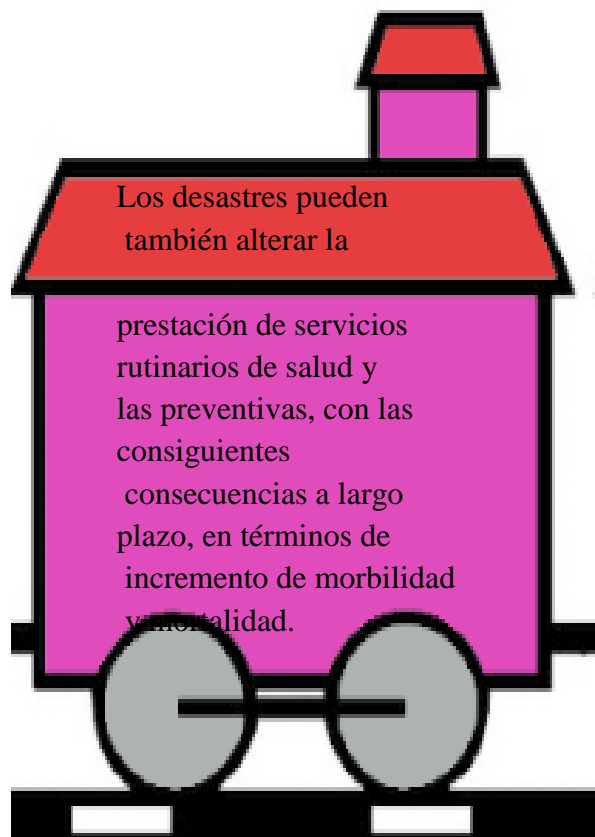 Los desastres pueden
también alterar la
prestación de servicios
rutinarios de salud y
las preventivas, con las
consiguientes
consecuencias a largo
plazo, en términos de
incremento de morbilidad
y mortalidad.